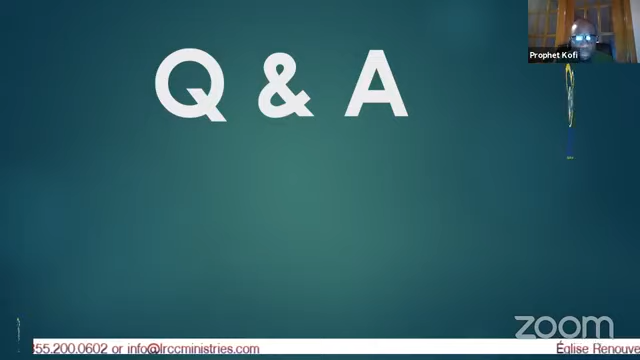 Q & A
Prophet Kofi
zoom
355.200.0602 or info@lrccministries.com
Église Renouve